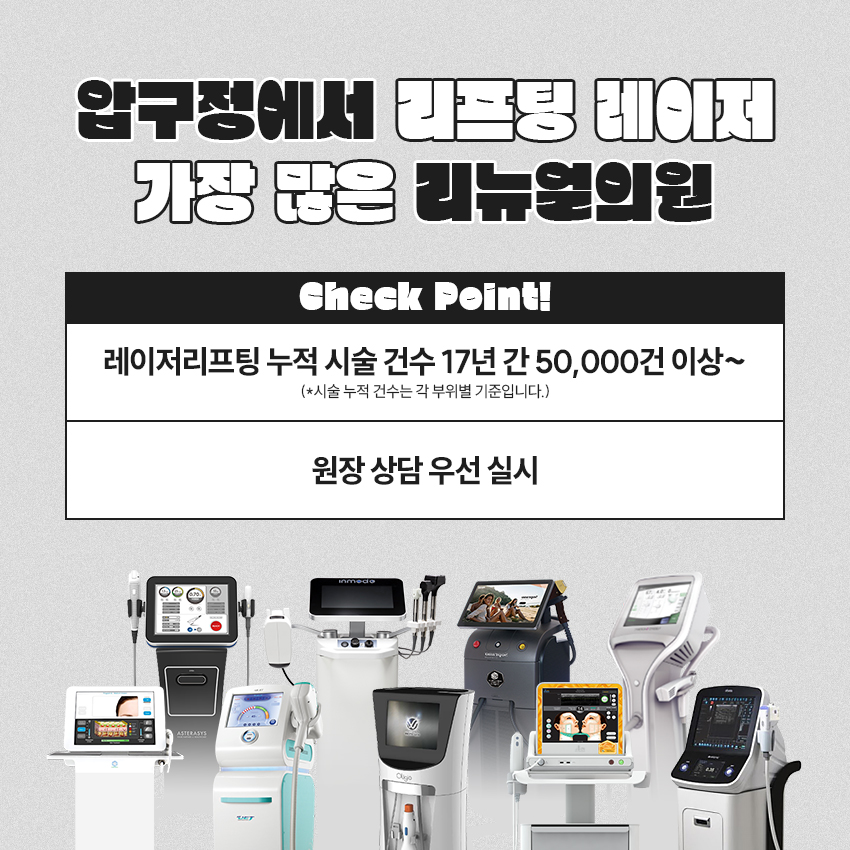 압구정에서 리프팅 레이저
가장 많은 리뉴얼의원
Check Point!
레이저리프팅 누적 시술 건수 17년 간 50,000건 이상~
(*시술 누적 건수는 각 부위별 기준입니다.)
원장 상담 우선 실시
inmode
ASTERASYS
Oligio